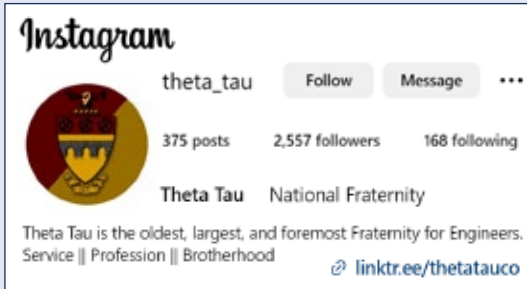 Instagram
theta_tau Follow Message •••
375 posts 2,557 followers 168 following
Theta Tau National Fraternity
Theta Tau is the oldest, largest, and foremost Fraternity for Engineers.
Service || Profession || Brotherhood
linktr.ee/thetatauco